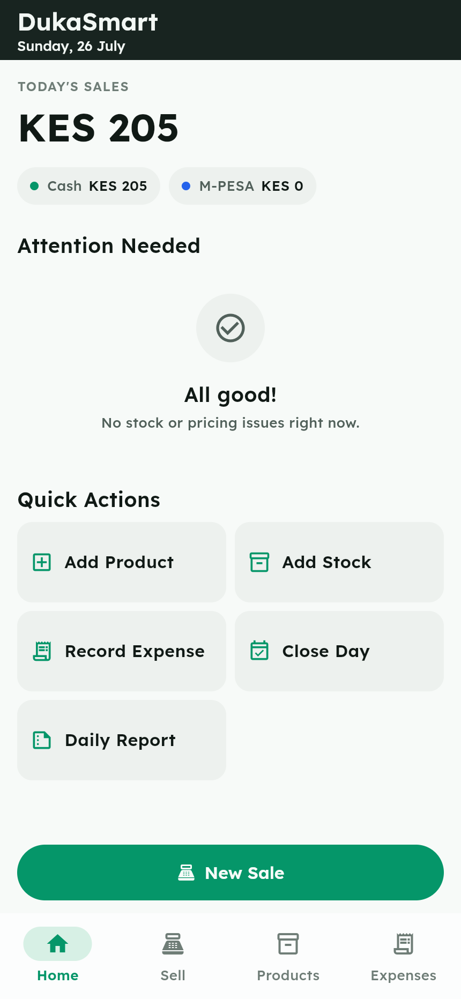 DukaSmart
Sunday, 26 July
TODAY'S SALES
KES 205
Cash KES 205
M-PESA KES 0
Attention Needed
All good!
No stock or pricing issues right now.
Quick Actions
Add Product
Add Stock
Record Expense
Close Day
Daily Report
New Sale
Home
Sell
Products
Expenses